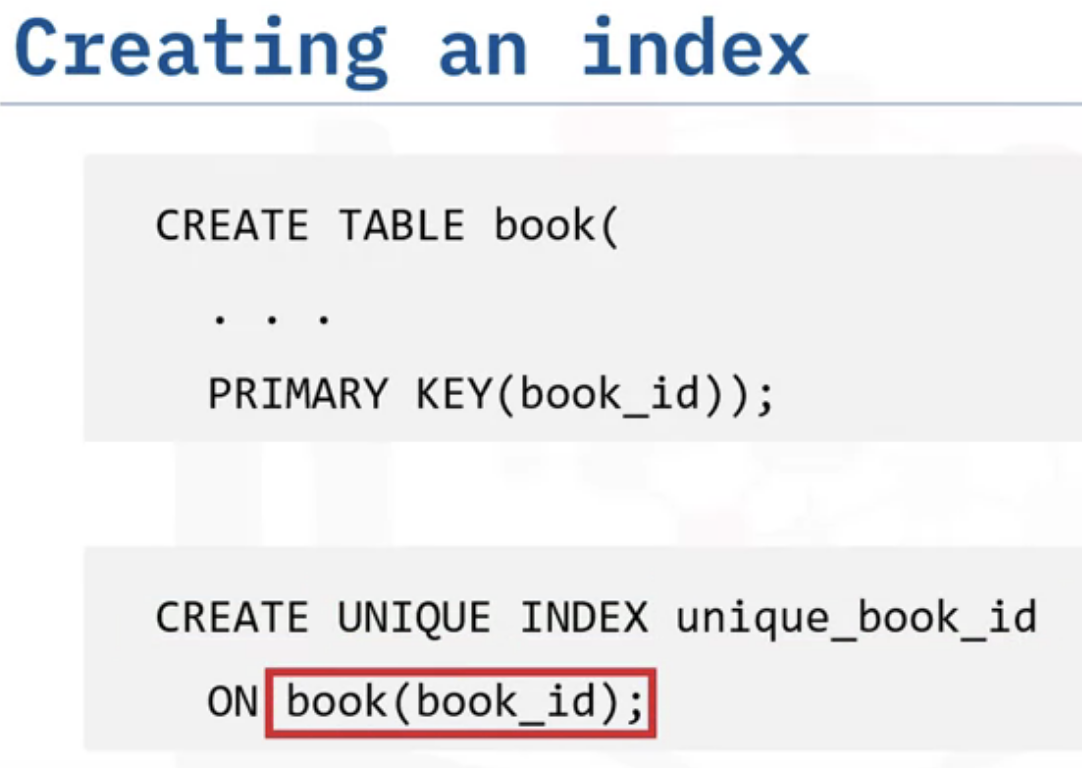 Creating an index
CREATE TABLE book(
. . .
PRIMARY KEY(book_id));
CREATE UNIQUE INDEX unique_book_id
ON book(book_id);